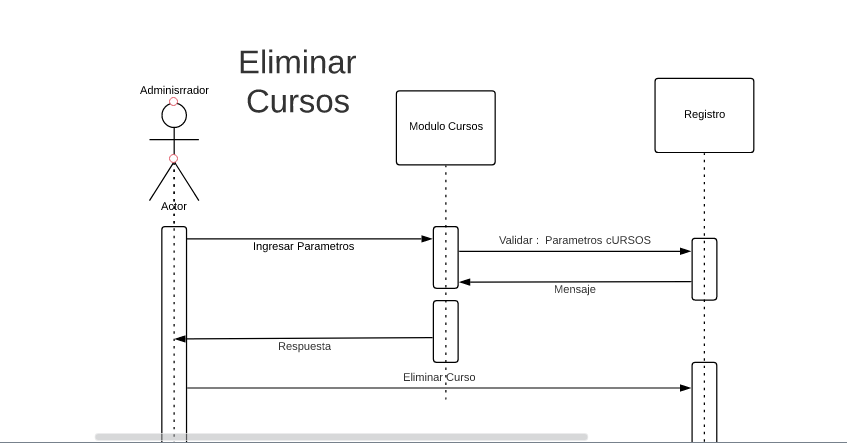 Eliminar
Cursos
Adminisrrador
Modulo Cursos
Registro
Actor
Ingresar Parametros
Validar : Parametros cURSOS
Mensaje
Respuesta
Eliminar Curso